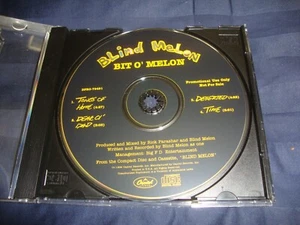 BLIND MELON
BIT O' MELON
Promotional Use Only
Not For Sale
1. TONES OF HOME
2. DEAR OL' DAD
3. DESERTED
TIME
Produced and Mixed by Rick Parashar and Blind Melon
Written and Recorded by Blind Melon as one
Management: Big F.D. Entertainment
From the Compact Disc and Cassette, "BLIND MELON"
Capitol